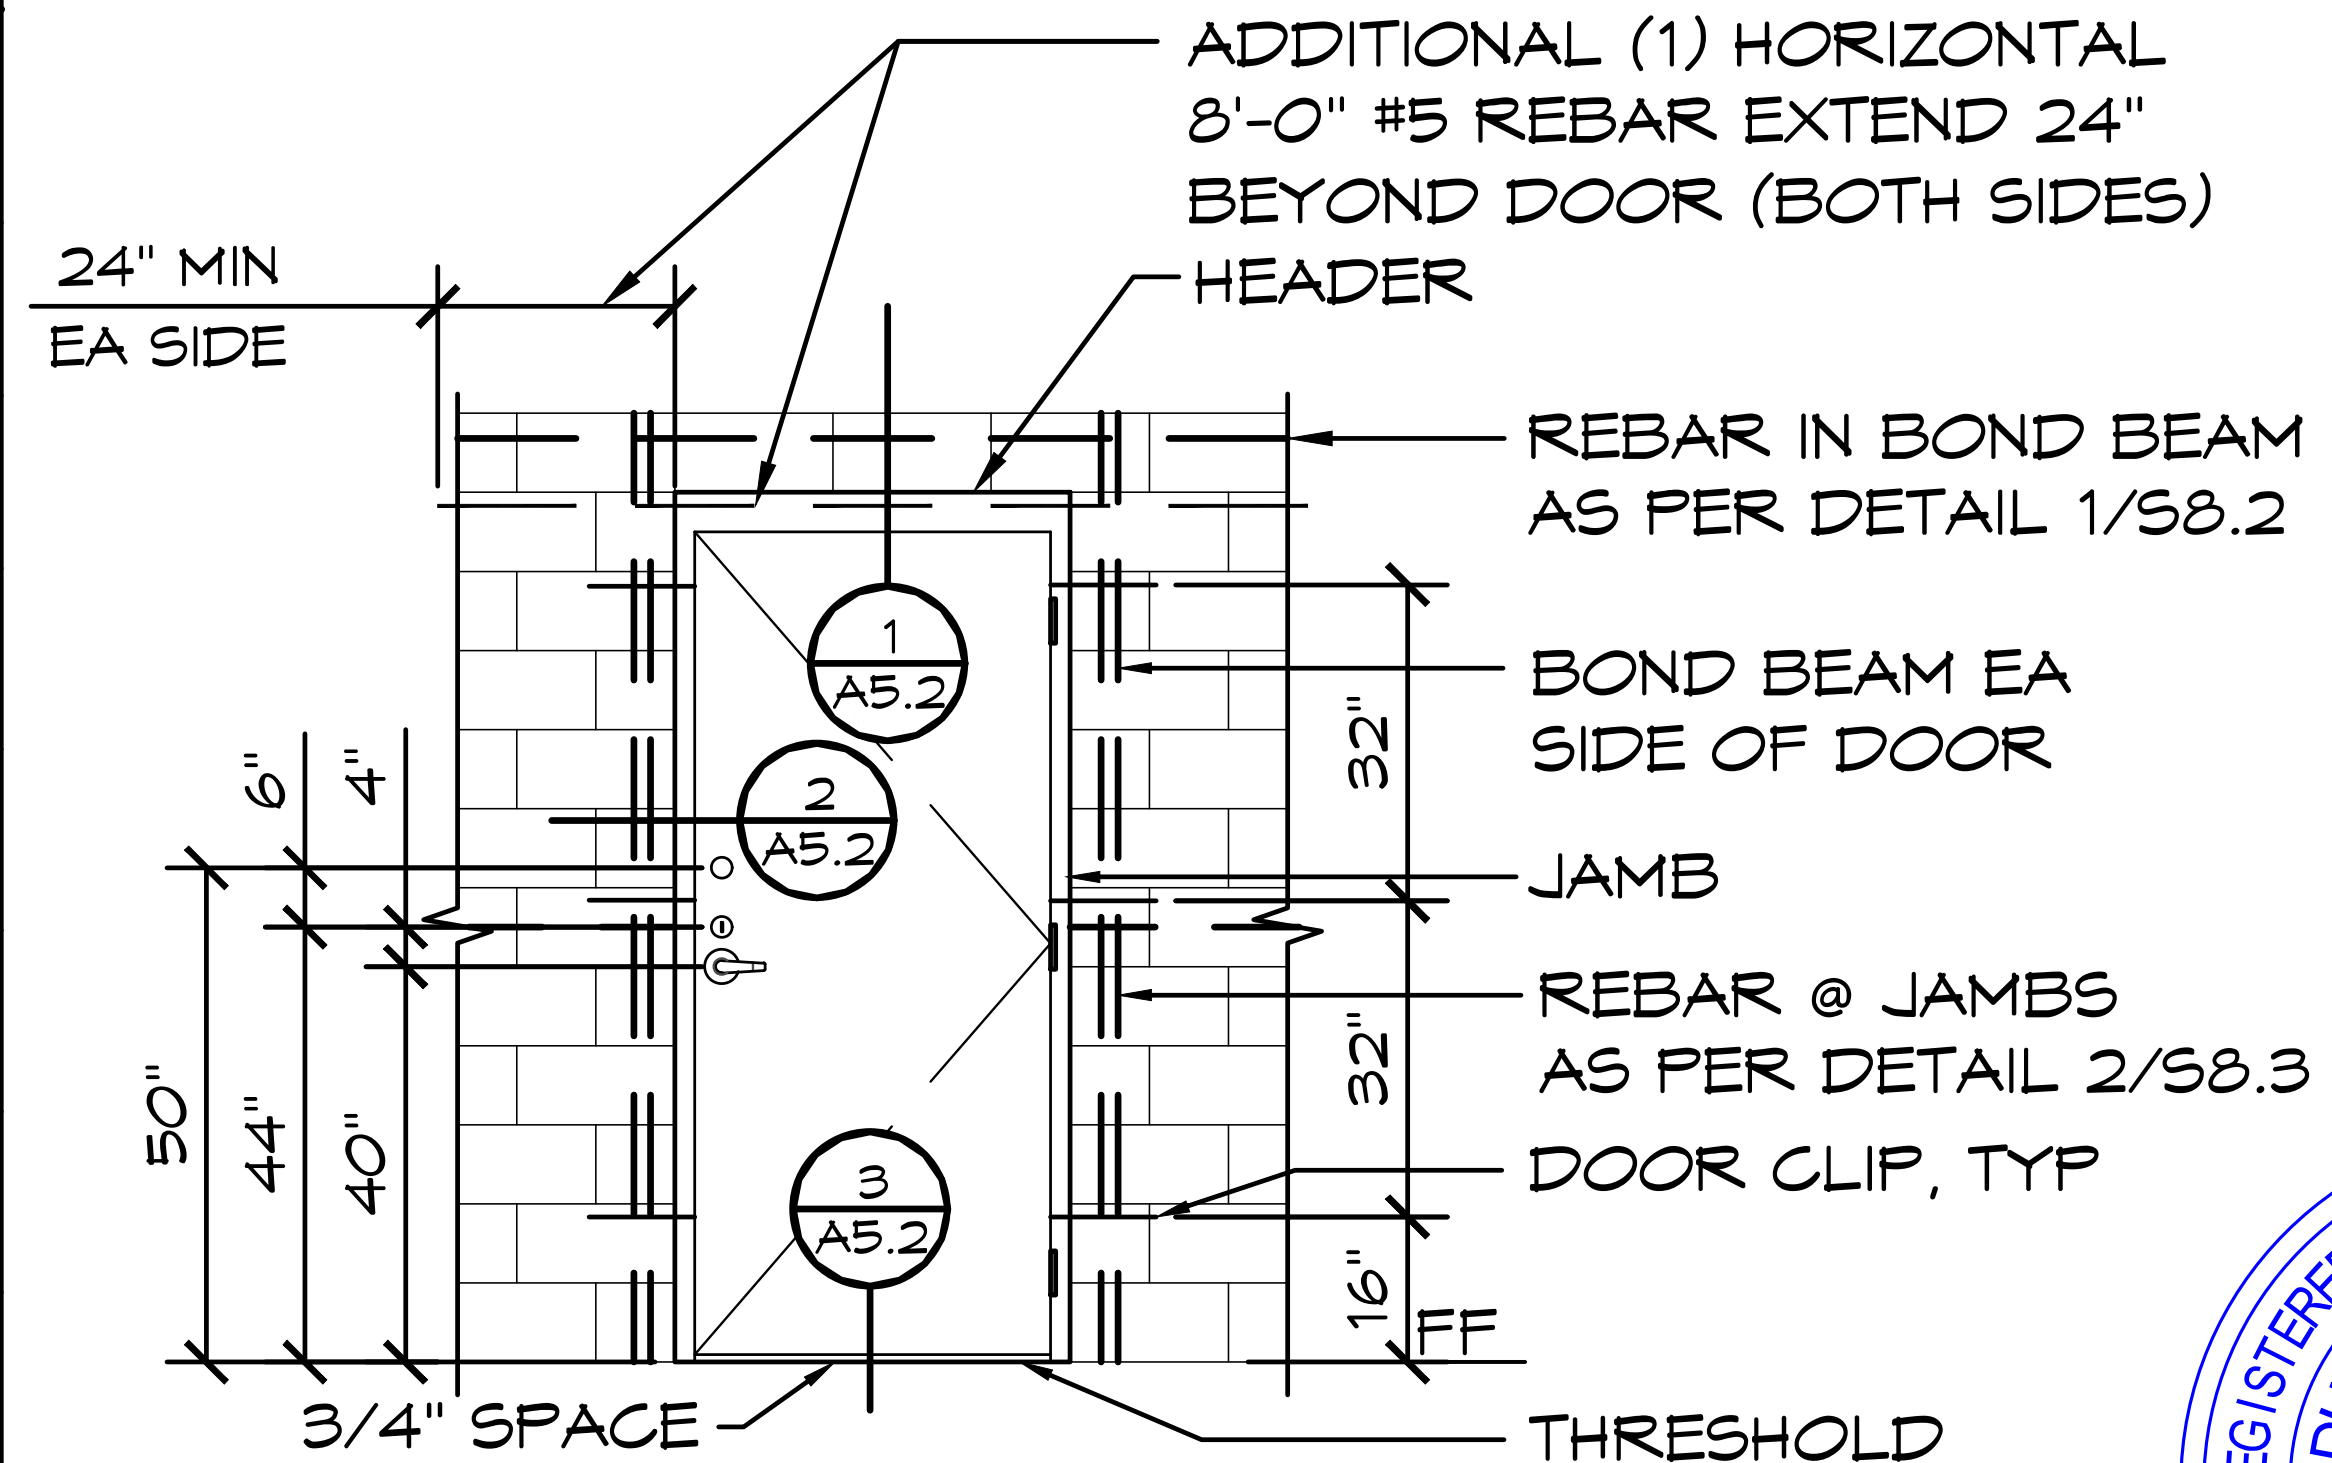 ADDITIONAL (1) HORIZONTAL
8'-0" #5 REBAR EXTEND 24"
BEYOND DOOR (BOTH SIDES)
24" MIN
EA SIDE
HEADER
REBAR IN BOND BEAM
AS PER DETAIL 1/S8.2
1
A5.2
BOND BEAM EA
SIDE OF DOOR
32"
6"
4"
2
A5.2
JAMB
REBAR @ JAMBS
AS PER DETAIL 2/S8.3
32"
50"
44"
40"
DOOR CLIP, TYP
3
A5.2
16"
FF
3/4" SPACE
THRESHOLD